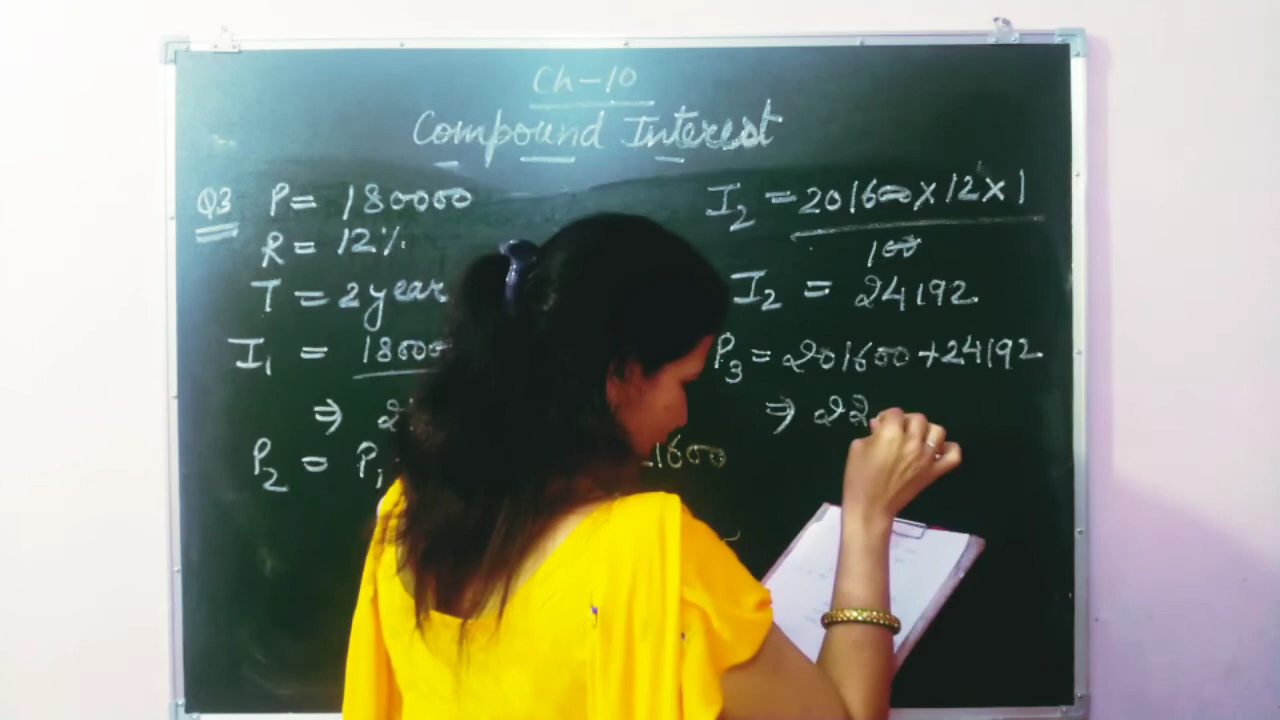 Ch-10
Compound Interest
Q3 P = 180000
R = 12%
T = 2 year
I₁ = 18000
⇒ 2
P₂ = P₁ 1600
I₂ = 201600 x 12 x 1
100
I₂ = 24192
P₃ = 201600 + 24192
⇒ 22